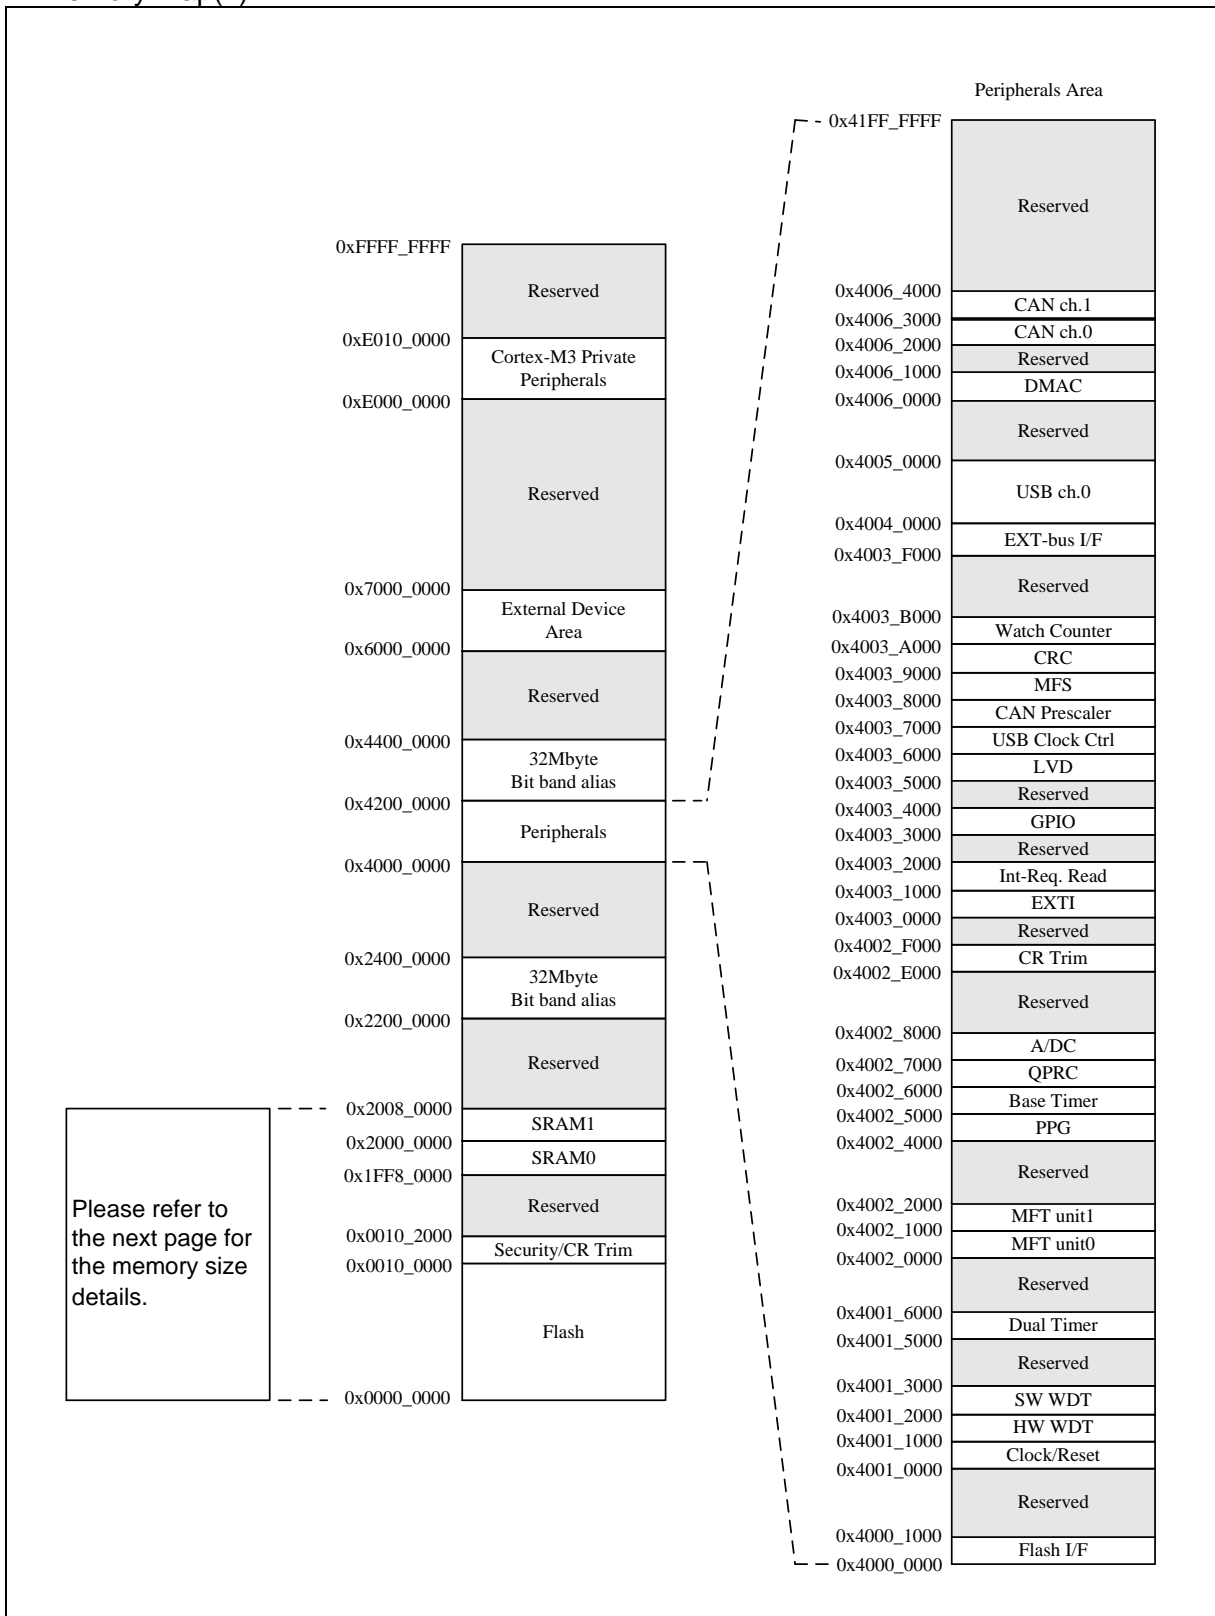 Peripherals Area
0x41FF_FFFF
Reserved
0x4006_4000
CAN ch.1
0x4006_3000
CAN ch.0
0x4006_2000
Reserved
0x4006_1000
DMAC
0x4006_0000
Reserved
0x4005_0000
USB ch.0
0x4004_0000
EXT-bus I/F
0x4003_F000
Reserved
0x4003_B000
Watch Counter
0x4003_A000
CRC
0x4003_9000
MFS
0x4003_8000
CAN Prescaler
0x4003_7000
USB Clock Ctrl
0x4003_6000
LVD
0x4003_5000
Reserved
0x4003_4000
GPIO
0x4003_3000
Reserved
0x4003_2000
Int-Req. Read
0x4003_1000
EXTI
0x4003_0000
Reserved
0x4002_F000
CR Trim
0x4002_E000
Reserved
0x4002_8000
A/DC
0x4002_7000
QPRC
0x4002_6000
Base Timer
0x4002_5000
PPG
0x4002_4000
Reserved
0x4002_2000
MFT unit1
0x4002_1000
MFT unit0
0x4002_0000
Reserved
0x4001_6000
Dual Timer
0x4001_5000
Reserved
0x4001_3000
SW WDT
0x4001_2000
HW WDT
0x4001_1000
Clock/Reset
0x4001_0000
Reserved
0x4000_1000
Flash I/F
0x4000_0000
0xFFFF_FFFF
Reserved
0xE010_0000
Cortex-M3 Private
Peripherals
0xE000_0000
Reserved
0x7000_0000
External Device
Area
0x6000_0000
Reserved
0x4400_0000
32Mbyte
Bit band alias
0x4200_0000
Peripherals
0x4000_0000
Reserved
0x2400_0000
32Mbyte
Bit band alias
0x2200_0000
Reserved
0x2008_0000
SRAM1
0x2000_0000
SRAM0
0x1FF8_0000
Reserved
0x0010_2000
Security/CR Trim
0x0010_0000
Flash
0x0000_0000
Please refer to
the next page for
the memory size
details.